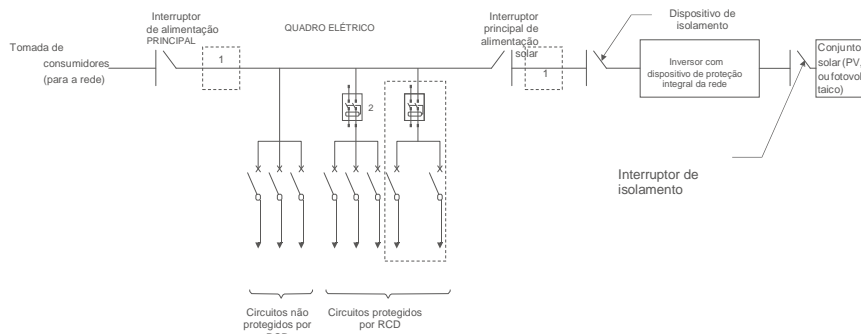 Interruptor
de alimentação
PRINCIPAL
QUADRO ELÉTRICO
Interruptor
principal de
alimentação
solar
Dispositivo de
isolamento
Tomada de
consumidores
(para a rede)
1
1
Inversor com
dispositivo de proteção
integral da rede
Conjunto
solar (PV,
ou fotovol
taico)
2
Interruptor de
isolamento
Circuitos não
protegidos por
Circuitos protegidos
por RCD